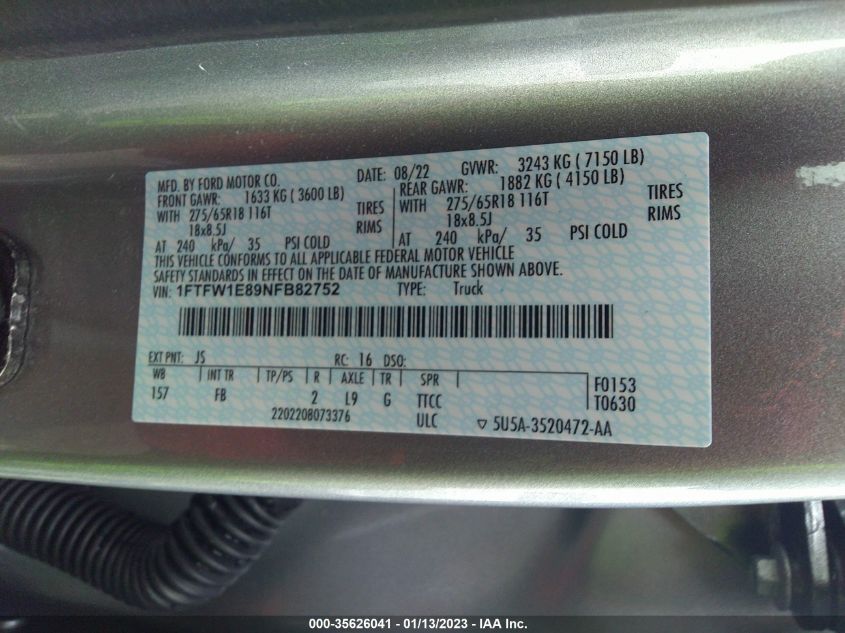 MFD. BY FORD MOTOR CO. DATE: 08/22 GVWR: 3243 KG ( 7150 LB)
FRONT GAWR: 1633 KG ( 3600 LB) REAR GAWR: 1882 KG ( 4150 LB)
WITH 275/65R18 116T TIRES WITH 275/65R18 116T TIRES
18x8.5J RIMS 18x8.5J RIMS
AT 240 kPa/ 35 PSI COLD AT 240 kPa/ 35 PSI COLD
THIS VEHICLE CONFORMS TO ALL APPLICABLE FEDERAL MOTOR VEHICLE
SAFETY STANDARDS IN EFFECT ON THE DATE OF MANUFACTURE SHOWN ABOVE.
VIN: 1FTFW1E89NFB82752 TYPE: Truck
EXT PNT: JS RC: 16 DSO:
WB INT TR TP/PS R AXLE TR SPR F0153
157 FB 2 L9 G TTCC T0630
2202208073376 ULC ▽ 5U5A-3520472-AA
000-35626041 - 01/13/2023 - IAA Inc.